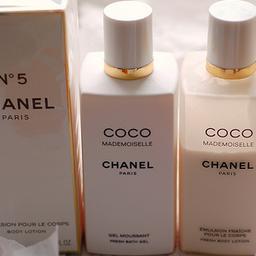 N°5
CHANEL
PARIS
POUR LE CORPS
BODY LOTION
COCO
MADEMOISELLE
CHANEL
PARIS
GEL MOUSSANT
FRESH BATH GEL
COCO
MADEMOISELLE
CHANEL
PARIS
ÉMULSION FRAÎCHE
POUR LE CORPS
FRESH BODY LOTION